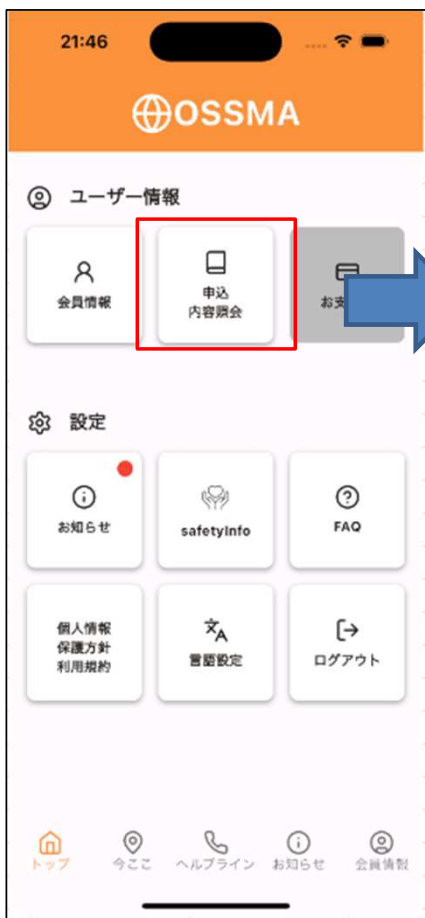 21:46
OSSMA
ユーザー情報
会員情報
申込
内容照会
お支
設定
お知らせ
safetyInfo
FAQ
個人情報
保護方針
利用規約
言語設定
ログアウト
トップ
今ここ
ヘルプライン
お知らせ
会員情報